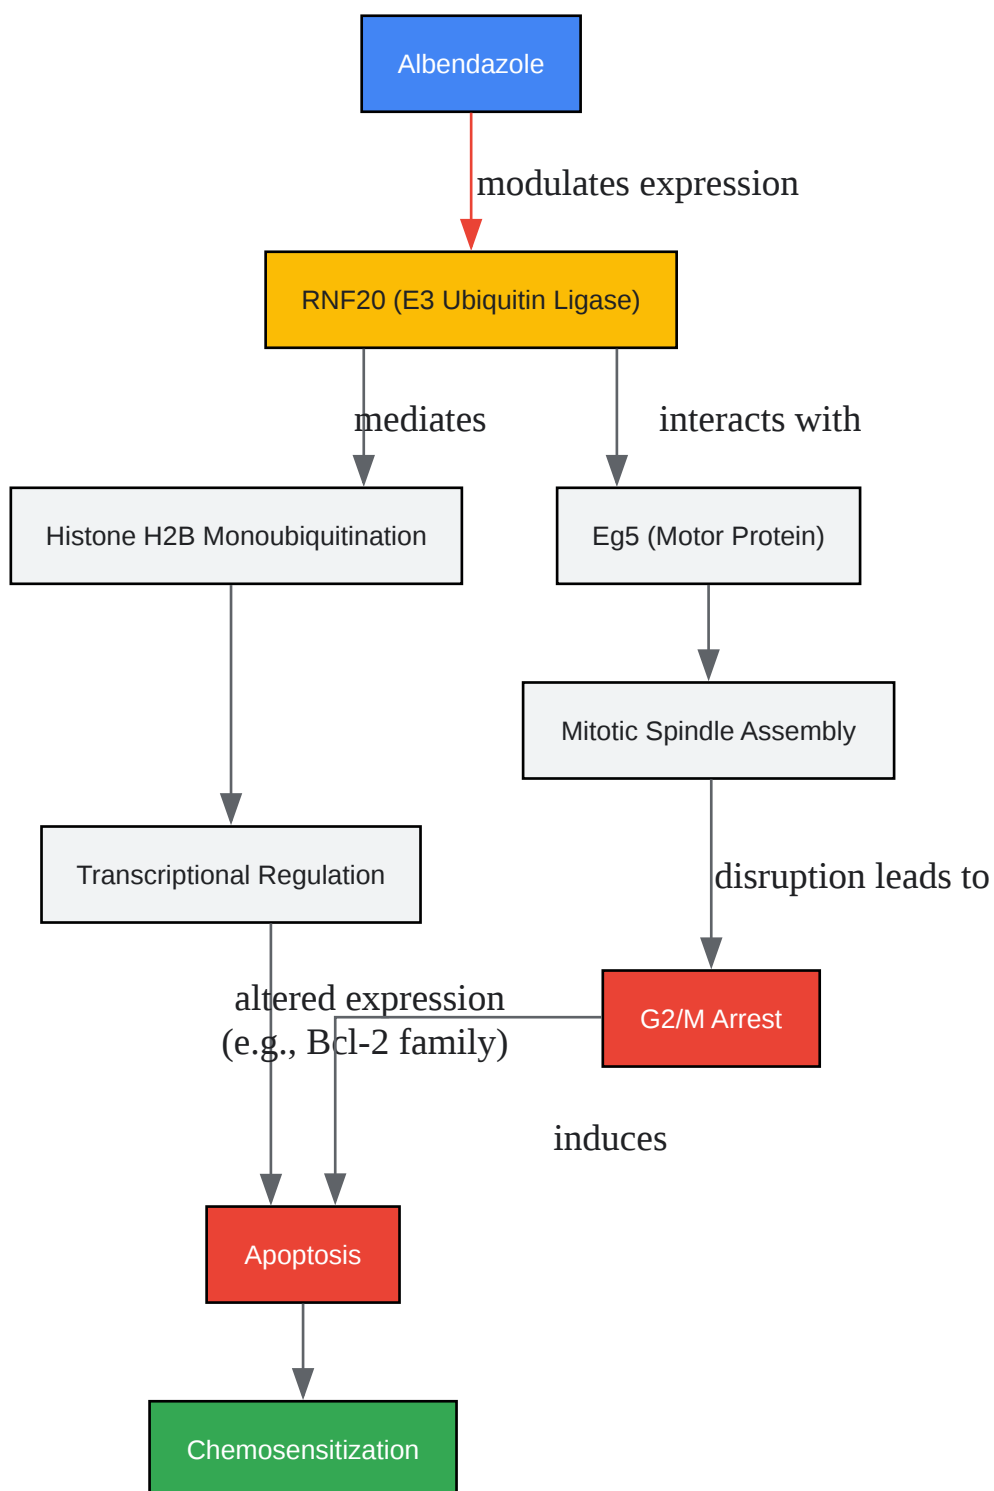 Albendazole
modulates expression
RNF20 (E3 Ubiquitin Ligase)
mediates
interacts with
Histone H2B Monoubiquitination
Eg5 (Motor Protein)
Mitotic Spindle Assembly
Transcriptional Regulation
disruption leads to
altered expression
(e.g., Bcl-2 family)
G2/M Arrest
induces
Apoptosis
Chemosensitization